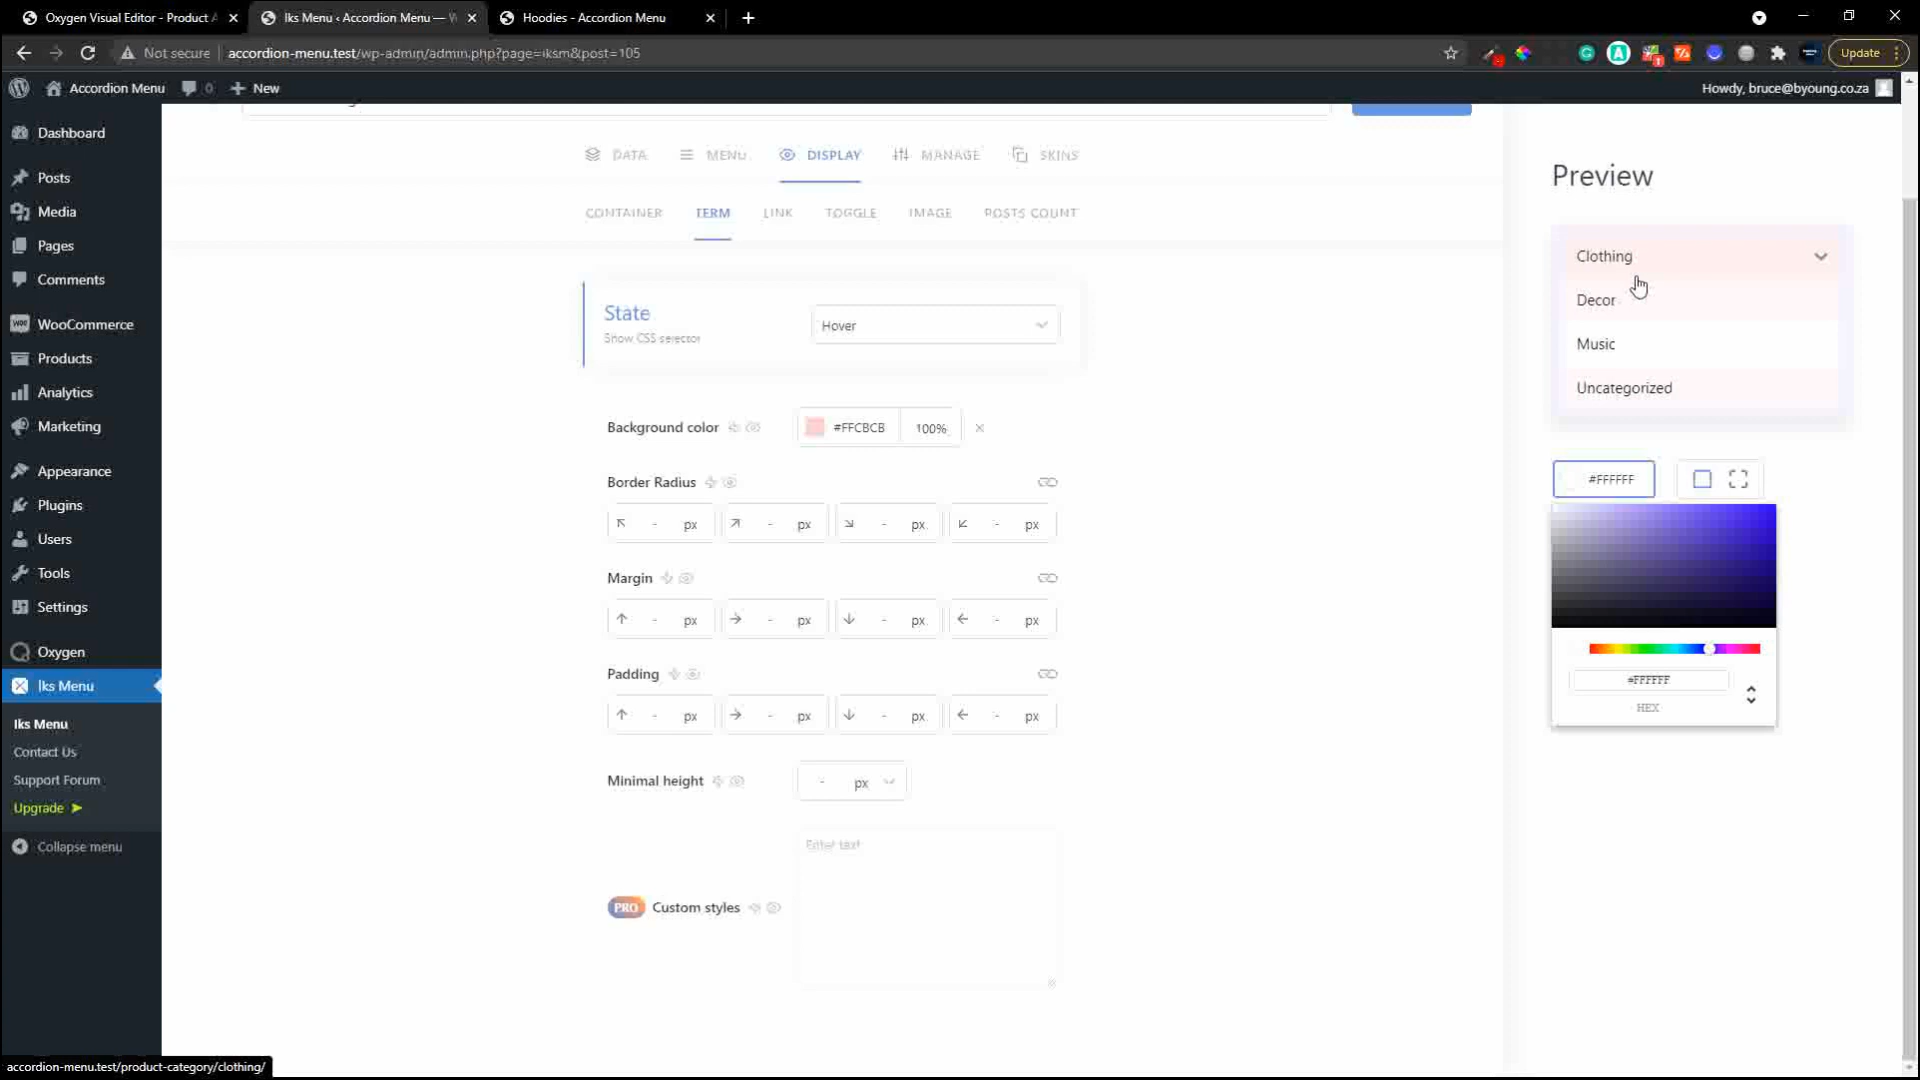 Oxygen Visual Editor - Product A
Iks Menu ‹ Accordion Menu — W
Hoodies - Accordion Menu
Not secure
accordion-menu.test/wp-admin/admin.php?page=iksm&post=105
Update
Accordion Menu
0
New
Howdy, bruce@byoung.co.za
Dashboard
Posts
Media
Pages
Comments
WooCommerce
Products
Analytics
Marketing
Appearance
Plugins
Users
Tools
Settings
Oxygen
Iks Menu
Iks Menu
Contact Us
Support Forum
Upgrade ➤
Collapse menu
DATA
MENU
DISPLAY
MANAGE
SKINS
CONTAINER
TERM
LINK
TOGGLE
IMAGE
POSTS COUNT
State
Show CSS selector
Hover
Background color
#FFCBCB
100%
Border Radius
- px
- px
- px
- px
Margin
- px
- px
- px
- px
Padding
- px
- px
- px
- px
Minimal height
- px
Enter text
PRO
Custom styles
Preview
Clothing
Decor
Music
Uncategorized
#FFFFFF
#FFFFFF
HEX
accordion-menu.test/product-category/clothing/